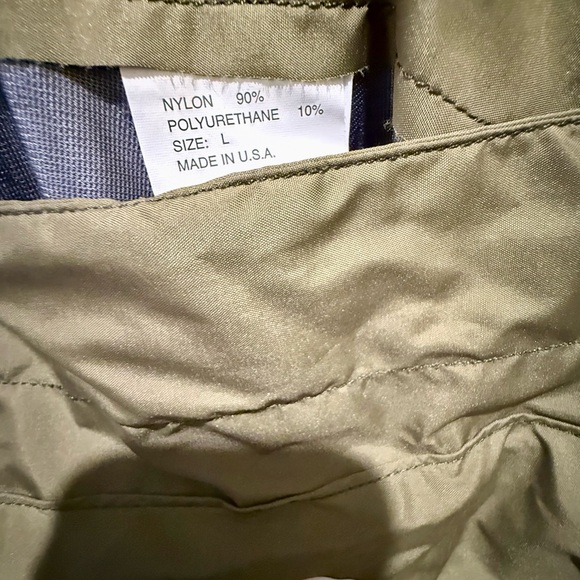 NYLON 90%
POLYURETHANE 10%
SIZE: L
MADE IN U.S.A.